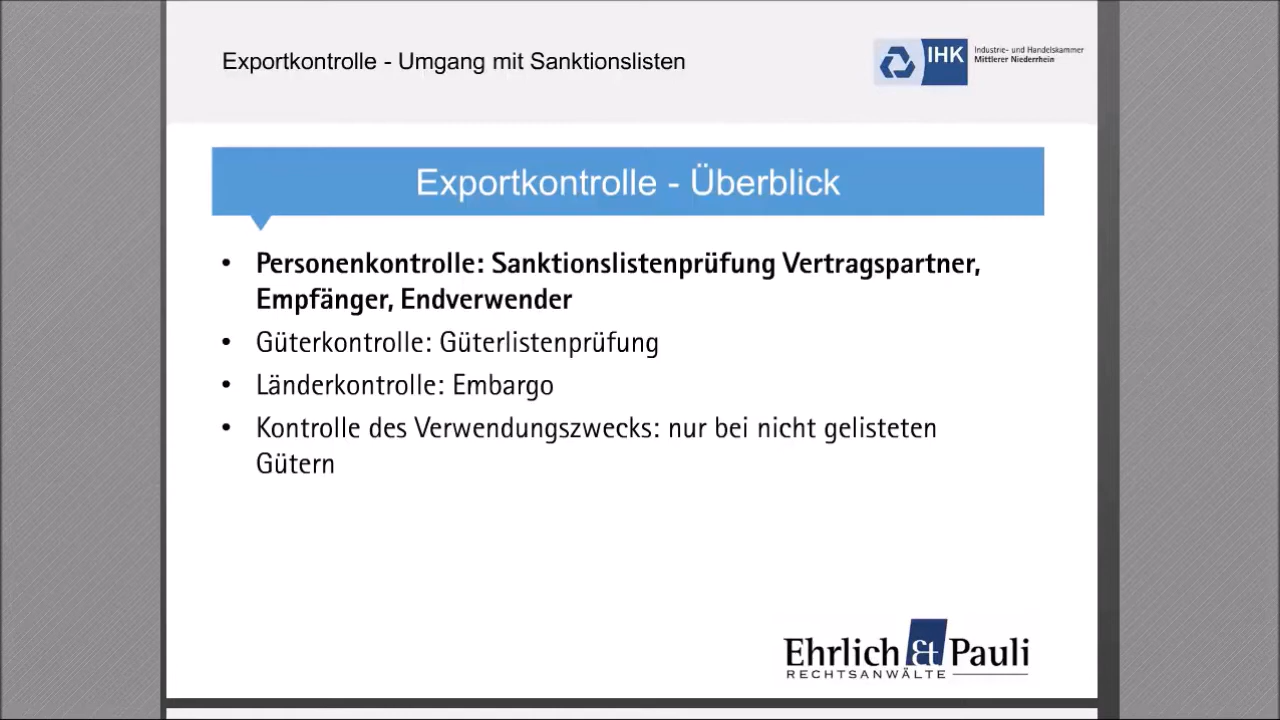 Exportkontrolle - Umgang mit Sanktionslisten
IHK
Industrie- und Handelskammer
Mittlerer Niederrhein
Exportkontrolle - Überblick
• Personenkontrolle: Sanktionslistenprüfung Vertragspartner,
Empfänger, Endverwender
• Güterkontrolle: Güterlistenprüfung
• Länderkontrolle: Embargo
• Kontrolle des Verwendungszwecks: nur bei nicht gelisteten
Gütern
Ehrlich & Pauli
RECHTSANWÄLTE